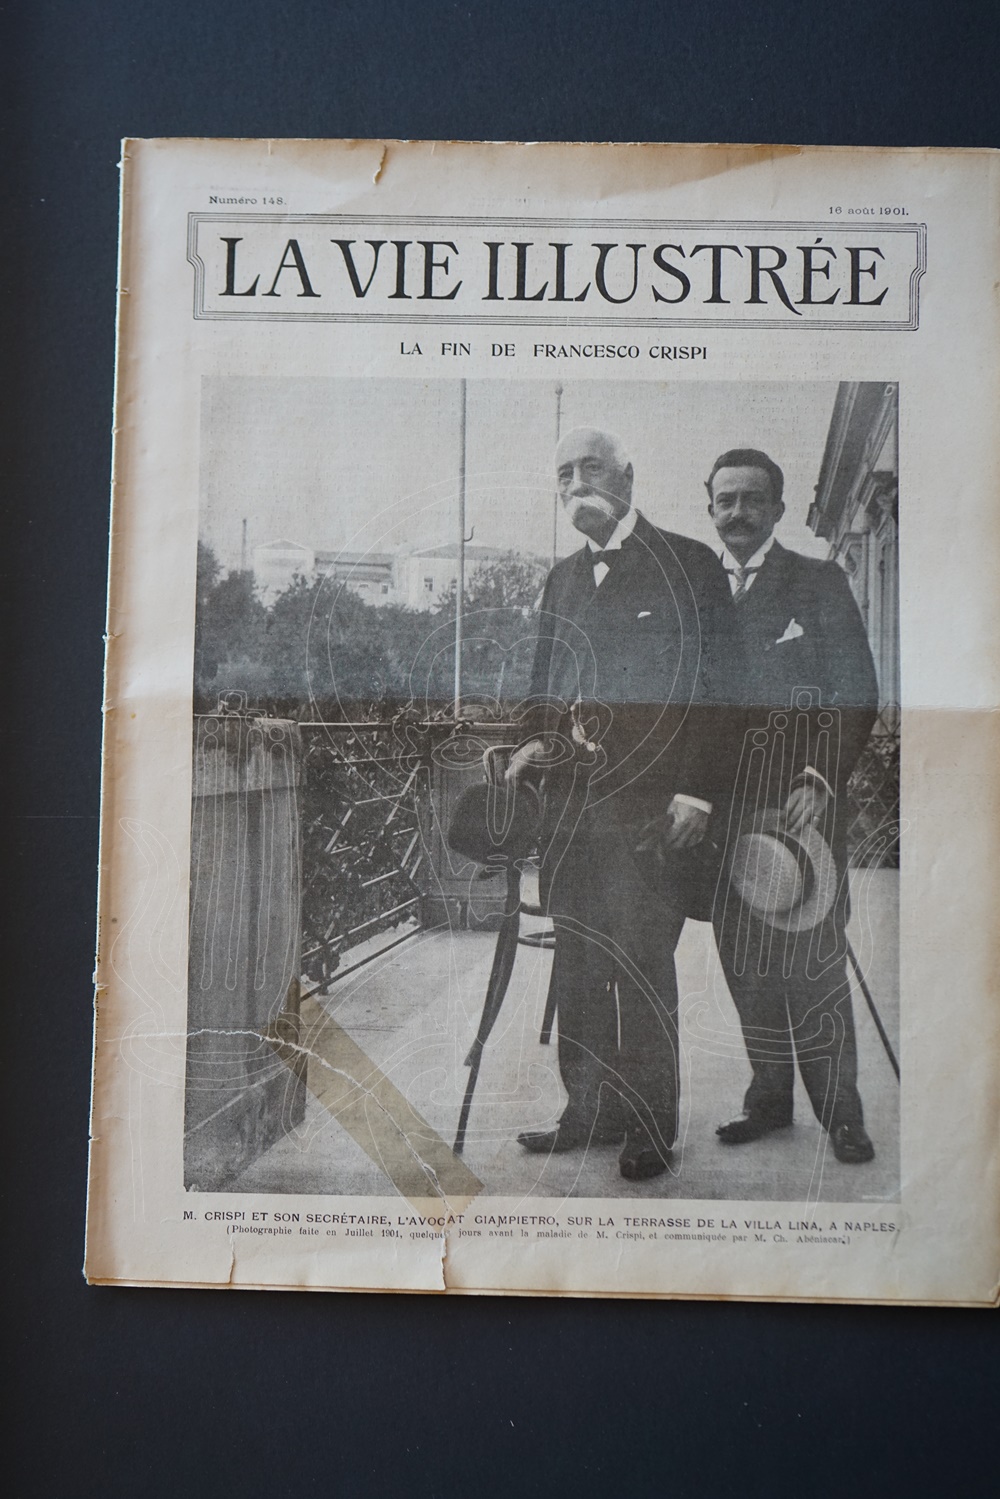 Numéro 148.
16 août 1901.
LA VIE ILLUSTRÉE
LA FIN DE FRANCESCO CRISPI
M. CRISPI ET SON SECRÉTAIRE, L'AVOCAT GIAMPIETRO, SUR LA TERRASSE DE LA VILLA LINA, A NAPLES.
(Photographie faite en Juillet 1901, quelques jours avant la maladie de M. Crispi, et communiquée par M. Ch. Abéniacar.)